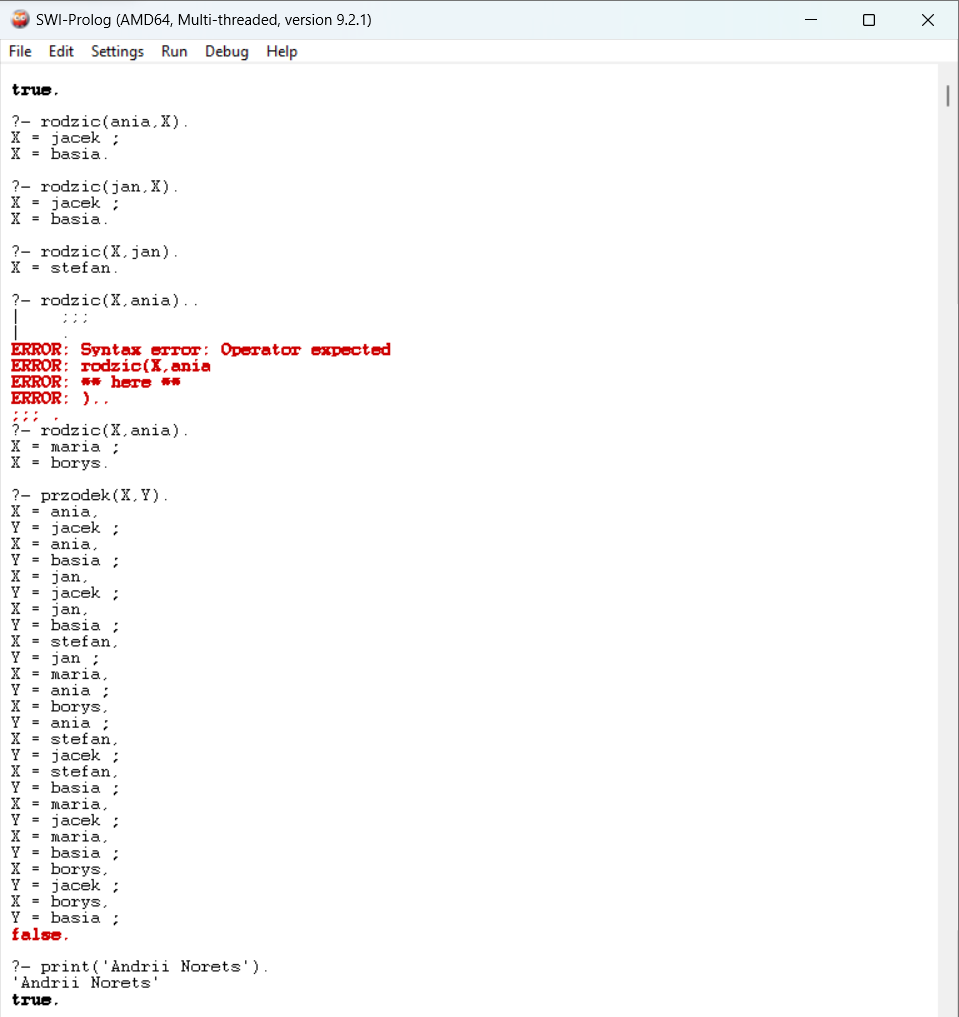 SWI-Prolog (AMD64, Multi-threaded, version 9.2.1)
File Edit Settings Run Debug Help
true.
?- rodzic(ania,X).
X = jacek ;
X = basia.
?- rodzic(jan,X).
X = jacek ;
X = basia.
?- rodzic(X,jan).
X = stefan.
?- rodzic(X,ania)..
|    ;;;
|    .
ERROR: Syntax error: Operator expected
ERROR: rodzic(X,ania
ERROR: ** here **
ERROR: )..
;;; .
?- rodzic(X,ania).
X = maria ;
X = borys.
?- przodek(X,Y).
X = ania,
Y = jacek ;
X = ania,
Y = basia ;
X = jan,
Y = jacek ;
X = jan,
Y = basia ;
X = stefan,
Y = jan ;
X = maria,
Y = ania ;
X = borys,
Y = ania ;
X = stefan,
Y = jacek ;
X = stefan,
Y = basia ;
X = maria,
Y = jacek ;
X = maria,
Y = basia ;
X = borys,
Y = jacek ;
X = borys,
Y = basia ;
false.
?- print('Andrii Norets').
'Andrii Norets'
true.